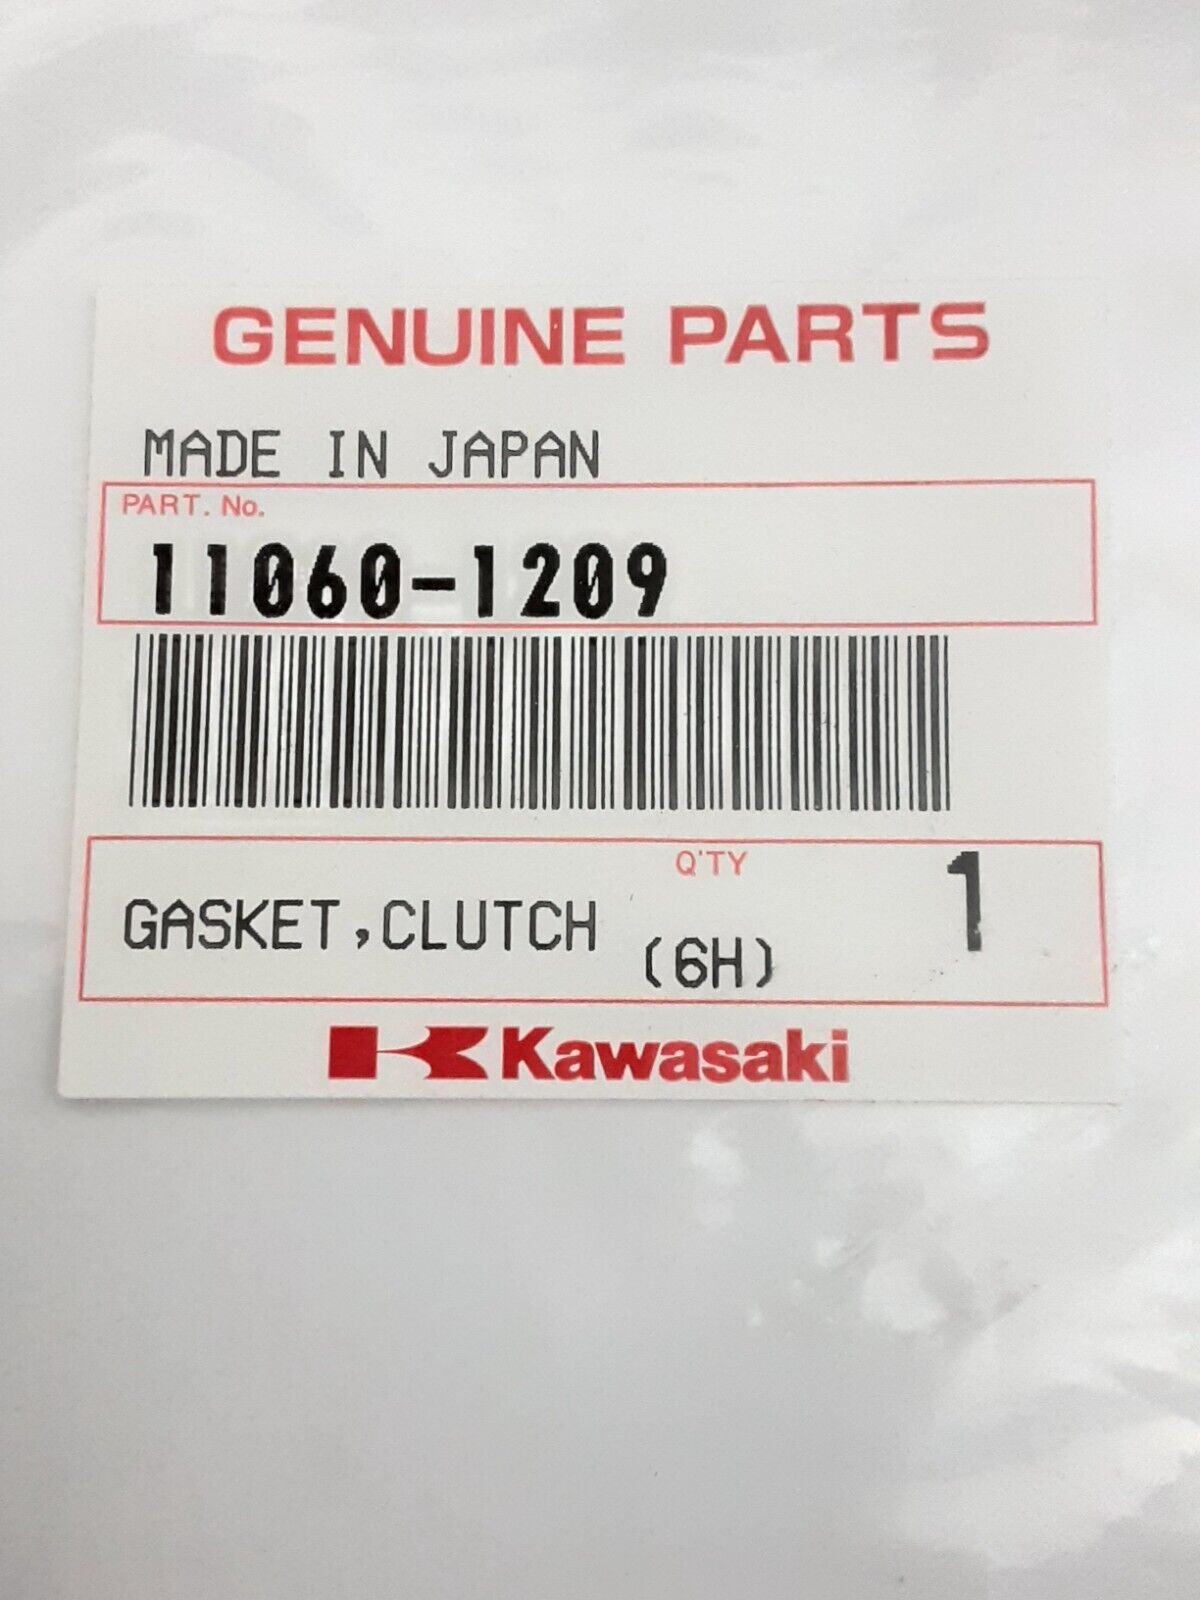 GENUINE PARTS
MADE IN JAPAN
PART. No.
11060-1209
Q'TY
1
GASKET,CLUTCH
(6H)
Kawasaki